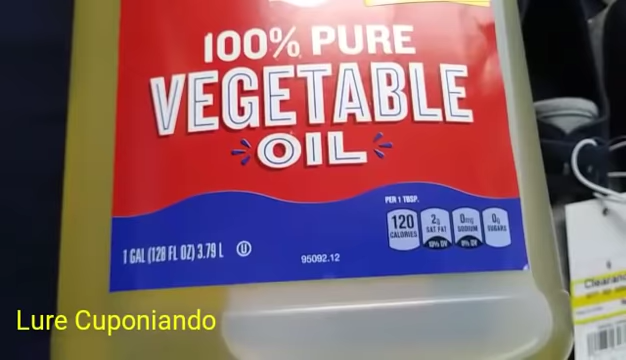 100% PURE
VEGETABLE
OIL
PER 1 TBSP.
120 CALORIES
2g SAT FAT 10% DV
0mg SODIUM 0% DV
0g SUGARS
1 GAL (128 FL OZ) 3.79 L U
95092.12
Lure Cuponiando